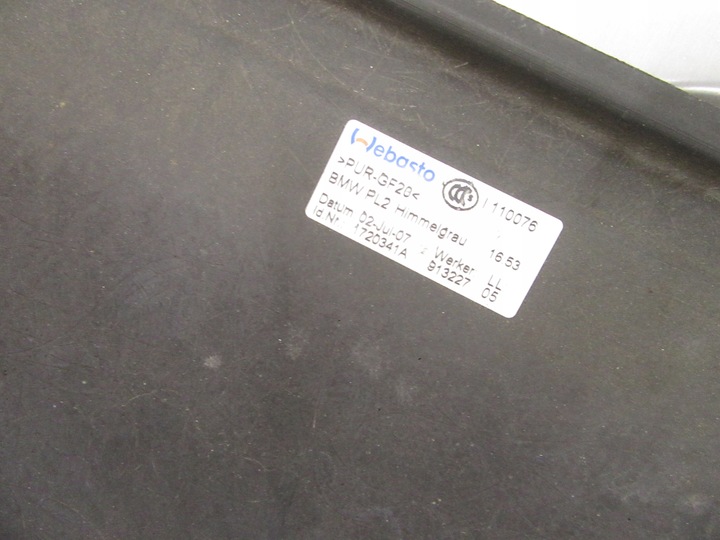 Webasto
>PUR-GF20< CCC S I 110076
BMW PL2 Himmelgrau
Datum 02-Jul-07 16:53
Id.Nr. 1720341A Werker LL
913227 05